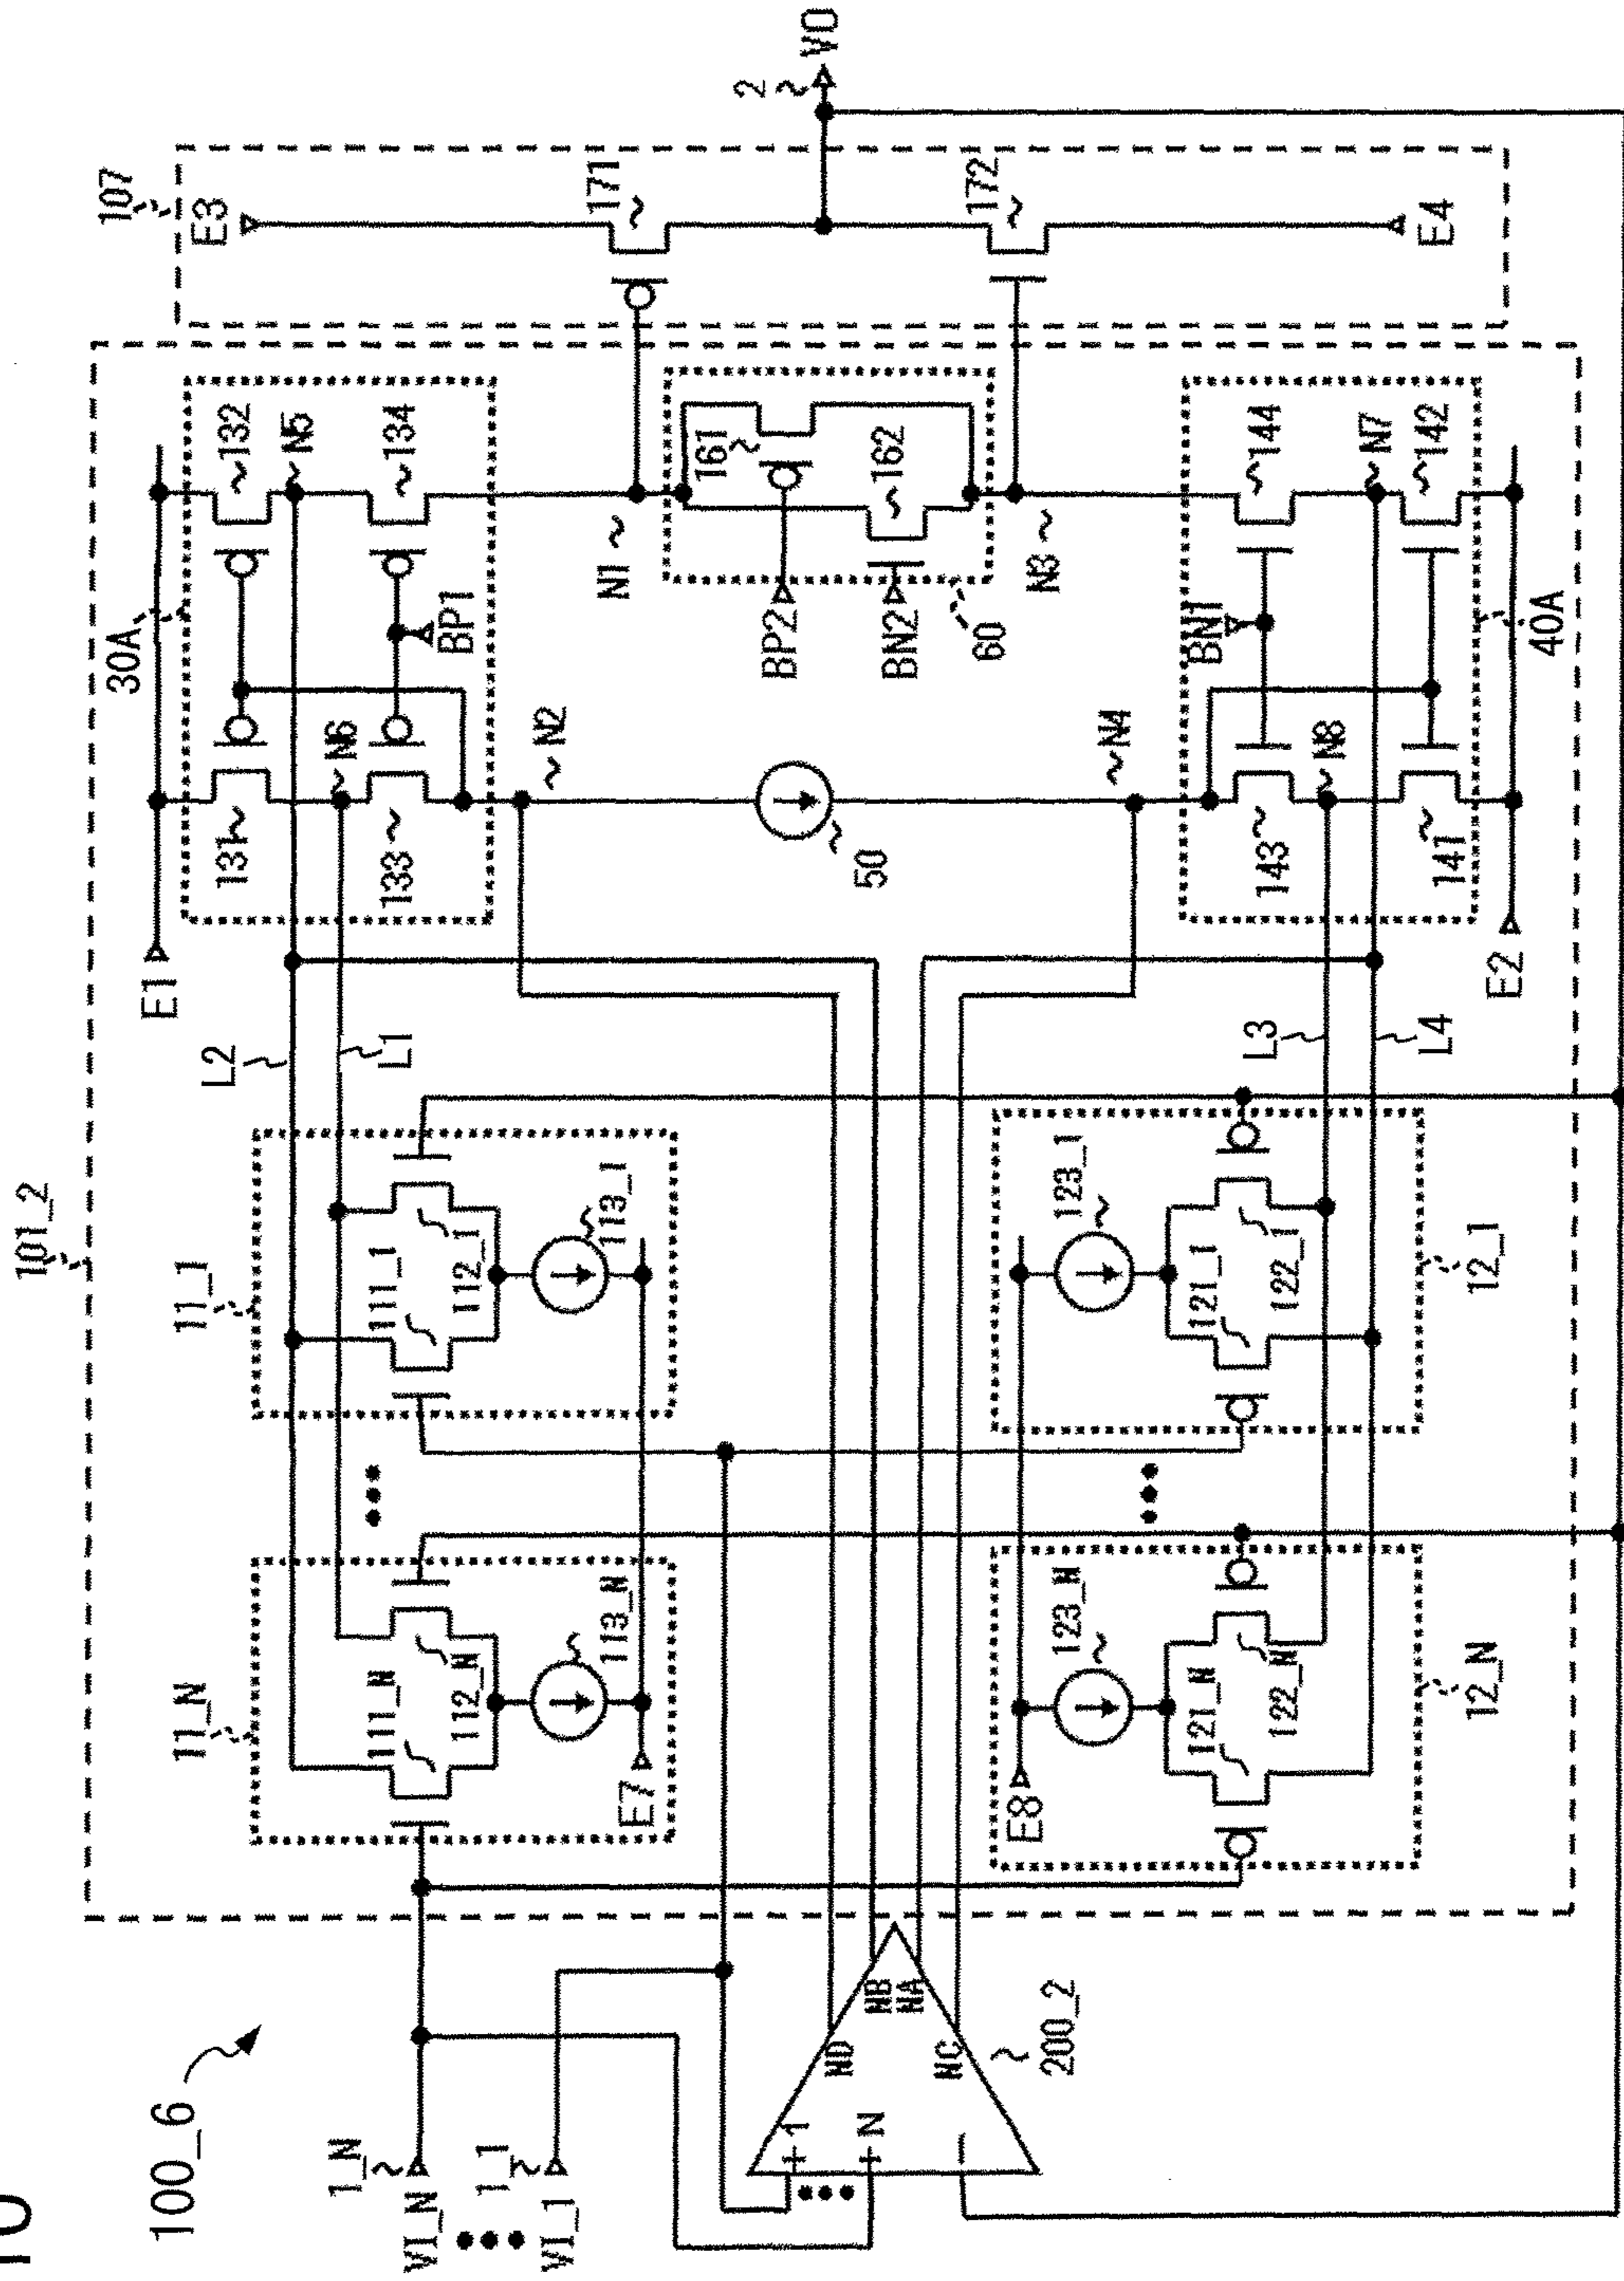 10
101_2
107
30A
E1
100_6
11_N
11_1
E3
L2
131
132
N5
N6
1_N
111_N
111_1
L1
133
134
VI_N
BP1
112_N
112_1
1_1
N2
VI_1
171
113_N
113_1
N1
E7
161
2
BP2
+1
VO
ND
+N
50
NB
162
BN2
NA
NC
−
172
60
E8
N3
200_2
123_N
123_1
N4
121_N
121_1
BN1
L3
144
143
122_N
122_1
N8
N7
L4
142
E4
141
12_N
12_1
E2
40A